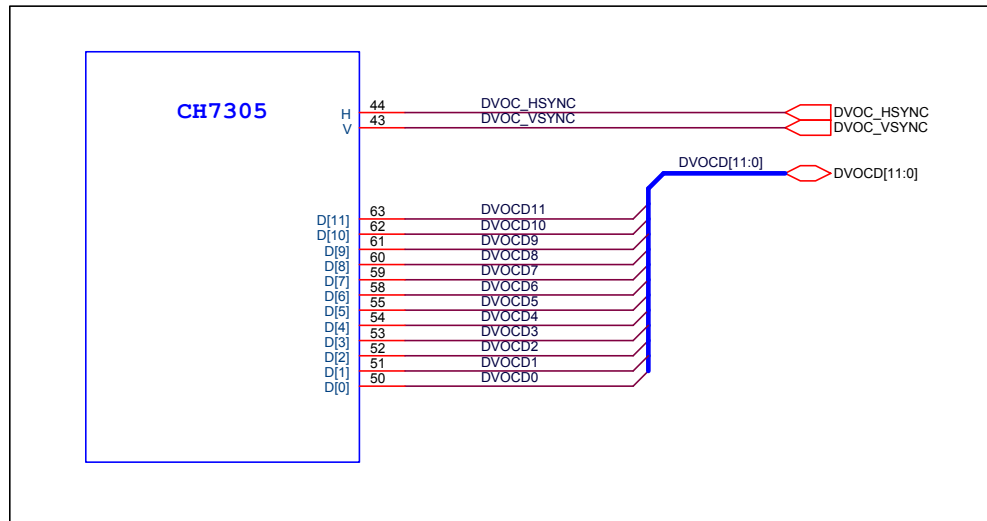 CH7305
H 44 DVOC_HSYNC DVOC_HSYNC
V 43 DVOC_VSYNC DVOC_VSYNC
DVOCD[11:0] DVOCD[11:0]
D[11] 63 DVOCD11
D[10] 62 DVOCD10
D[9] 61 DVOCD9
D[8] 60 DVOCD8
D[7] 59 DVOCD7
D[6] 58 DVOCD6
D[5] 55 DVOCD5
D[4] 54 DVOCD4
D[3] 53 DVOCD3
D[2] 52 DVOCD2
D[1] 51 DVOCD1
D[0] 50 DVOCD0